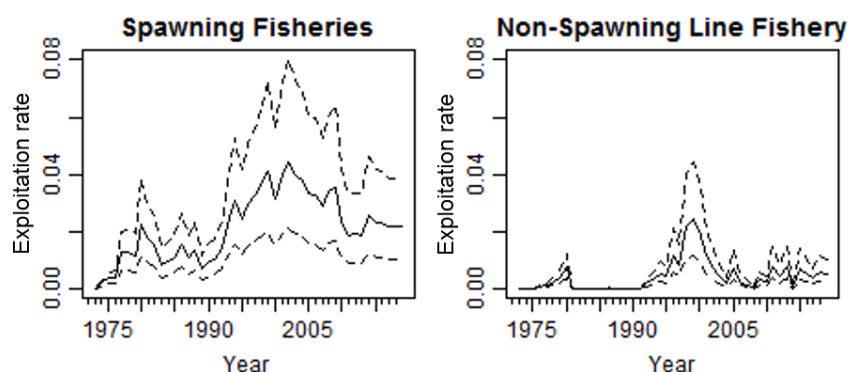 Spawning Fisheries
Exploitation rate
0.00 0.04 0.08
1975 1990 2005
Year
Non-Spawning Line Fishery
Exploitation rate
0.00 0.04 0.08
1975 1990 2005
Year